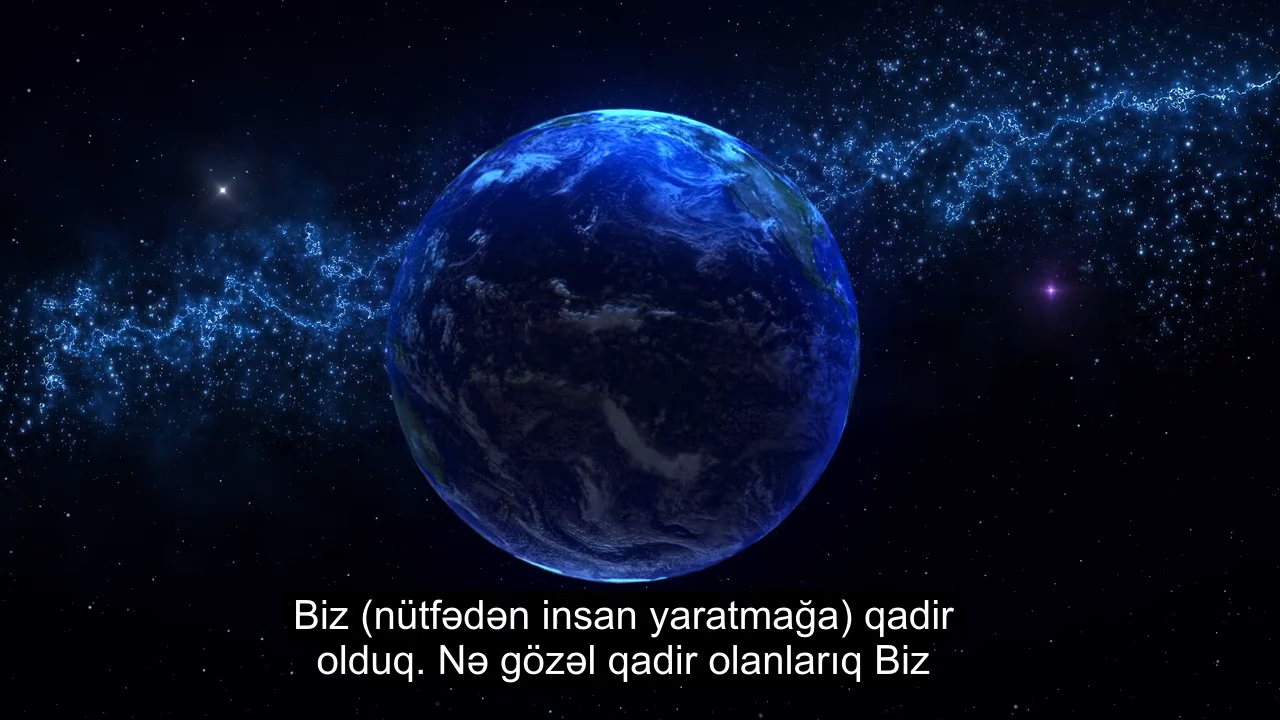 Biz (nütfədən insan yaratmağa) qadir
olduq. Nə gözəl qadir olanlarıq Biz